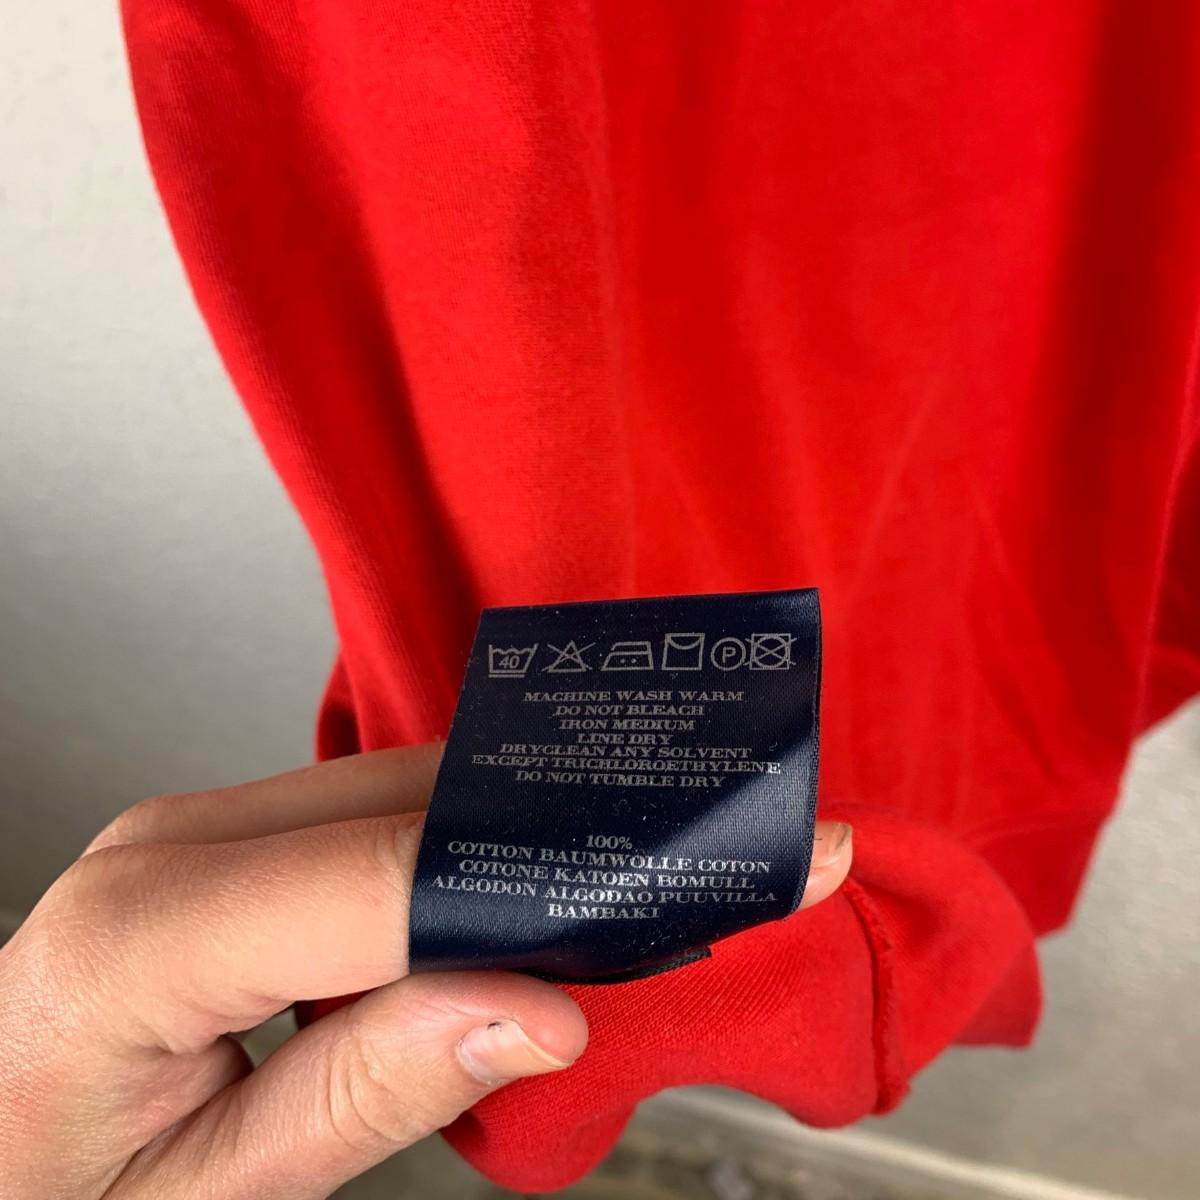 40 P
MACHINE WASH WARM
DO NOT BLEACH
IRON MEDIUM
LINE DRY
DRYCLEAN ANY SOLVENT
EXCEPT TRICHLOROETHYLENE
DO NOT TUMBLE DRY
100%
COTTON BAUMWOLLE COTON
COTONE KATOEN BOMULL
ALGODON ALGODAO PUUVILLA
BAMBAKI